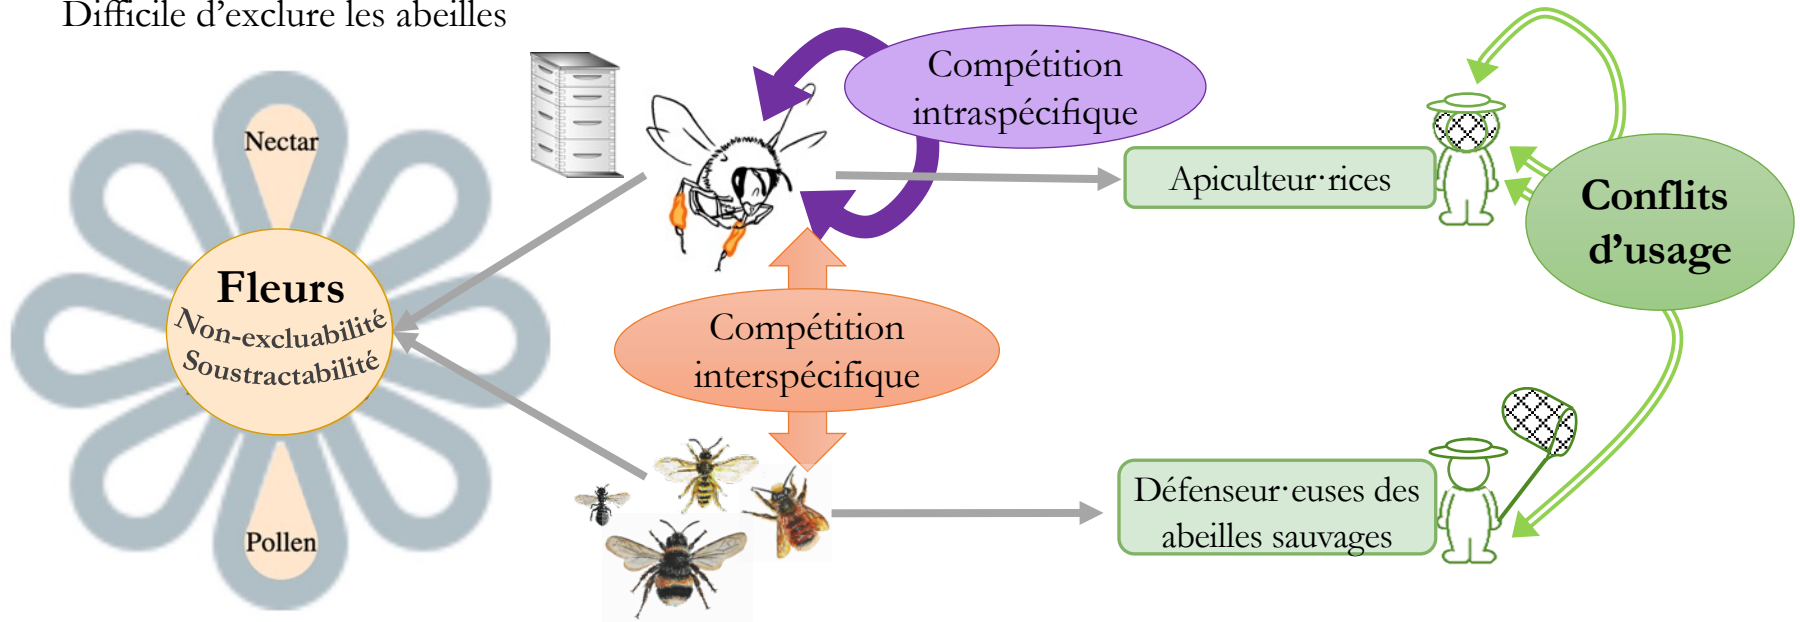 Difficile d'exclure les abeilles
Nectar
Fleurs
Non-excluabilité
Soustractabilité
Pollen
Compétition
intraspécifique
Compétition
interspécifique
Apiculteur·rices
Défenseur·euses des
abeilles sauvages
Conflits
d'usage